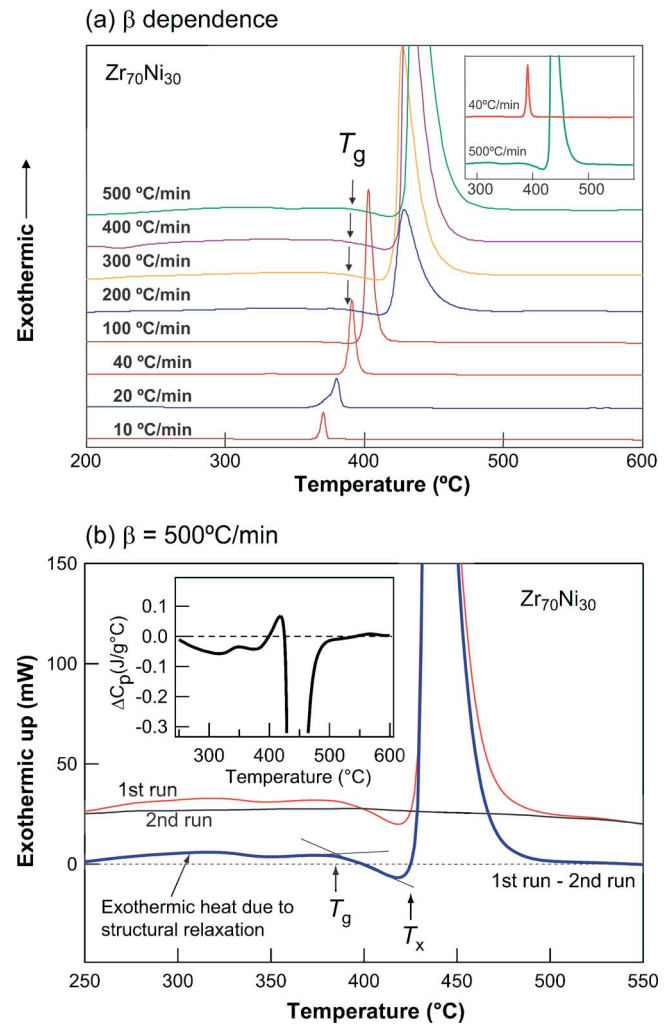 (a) β dependence
Zr₇₀Ni₃₀
Exothermic
Tg
500 ºC/min
400 ºC/min
300 ºC/min
200 ºC/min
100 ºC/min
40 ºC/min
20 ºC/min
10 ºC/min
40ºC/min
500ºC/min
300 400 500
200 300 400 500 600
Temperature (ºC)
(b) β = 500ºC/min
150
100
50
0
Exothermic up (mW)
Zr₇₀Ni₃₀
0.1
0.0
-0.1
-0.2
-0.3
ΔCp(J/g°C)
300 400 500 600
Temperature (°C)
1st run
2nd run
1st run - 2nd run
Exothermic heat due to
structural relaxation
Tg
Tx
250 300 350 400 450 500 550
Temperature (°C)